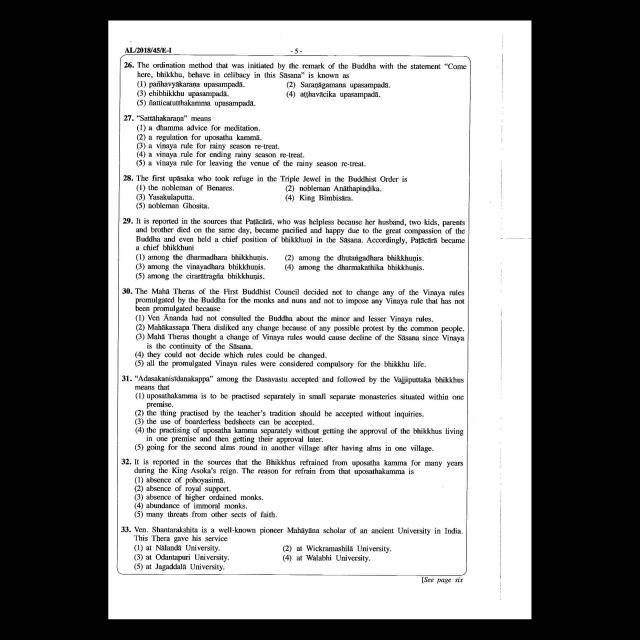 AL/2018/45/E-I
- 5 -
26. The ordination method that was initiated by the remark of the Buddha with the statement “Come
here, bhikkhu, behave in celibacy in this Sāsana” is known as
(1) pañhavyākaraṇa upasampadā. (2) Saraṇāgamana upasampadā.
(3) ehibhikkhu upasampadā. (4) aṭṭhavācika upasampadā.
(5) ñatticatutthakamma upasampadā.
27. “Sattāhakaraṇa” means
(1) a dhamma advice for meditation.
(2) a regulation for uposatha kammā.
(3) a vinaya rule for rainy season re-treat.
(4) a vinaya rule for ending rainy season re-treat.
(5) a vinaya rule for leaving the venue of the rainy season re-treat.
28. The first upāsaka who took refuge in the Triple Jewel in the Buddhist Order is
(1) the nobleman of Benares. (2) nobleman Anāthapiṇḍika.
(3) Yasakulaputta. (4) King Bimbisāra.
(5) nobleman Ghosita.
29. It is reported in the sources that Paṭācārā, who was helpless because her husband, two kids, parents
and brother died on the same day, became pacified and happy due to the great compassion of the
Buddha and even held a chief position of bhikkhuni in the Sāsana. Accordingly, Paṭācārā became
a chief bhikkhuni
(1) among the dharmadhara bhikkhuṇis. (2) among the dhutaṅgadhara bhikkhuṇis.
(3) among the vinayadhara bhikkhuṇis. (4) among the dharmakathika bhikkhuṇis.
(5) among the cirarātragña bhikkhuṇis.
30. The Mahā Theras of the First Buddhist Council decided not to change any of the Vinaya rules
promulgated by the Buddha for the monks and nuns and not to impose any Vinaya rule that has not
been promulgated because
(1) Ven Ānanda had not consulted the Buddha about the minor and lesser Vinaya rules.
(2) Mahākassapa Thera disliked any change because of any possible protest by the common people.
(3) Mahā Theras thought a change of Vinaya rules would cause decline of the Sāsana since Vinaya
is the continuity of the Sāsana.
(4) they could not decide which rules could be changed.
(5) all the promulgated Vinaya rules were considered compulsory for the bhikkhu life.
31. “Adasakanisīdanakappa” among the Dasavastu accepted and followed by the Vajjiputtaka bhikkhus
means that
(1) uposathakamma is to be practised separately in small separate monasteries situated within one
premise.
(2) the thing practised by the teacher’s tradition should be accepted without inquiries.
(3) the use of boarderless bedsheets can be accepted.
(4) the practising of uposatha kamma separately without getting the approval of the bhikkhus living
in one premise and then getting their approval later.
(5) going for the second alms round in another village after having alms in one village.
32. It is reported in the sources that the Bhikkhus refrained from uposatha kamma for many years
during the King Asoka’s reign. The reason for refrain from that uposathakamma is
(1) absence of pohoyasimā.
(2) absence of royal support.
(3) absence of higher ordained monks.
(4) abundance of immoral monks.
(5) many threats from other sects of faith.
33. Ven. Shantarakshita is a well-known pioneer Mahāyāna scholar of an ancient University in India.
This Thera gave his service
(1) at Nālandā University. (2) at Wickramashilā University.
(3) at Odantapuri University. (4) at Walabhi University.
(5) at Jagaddalā University.
[See page six